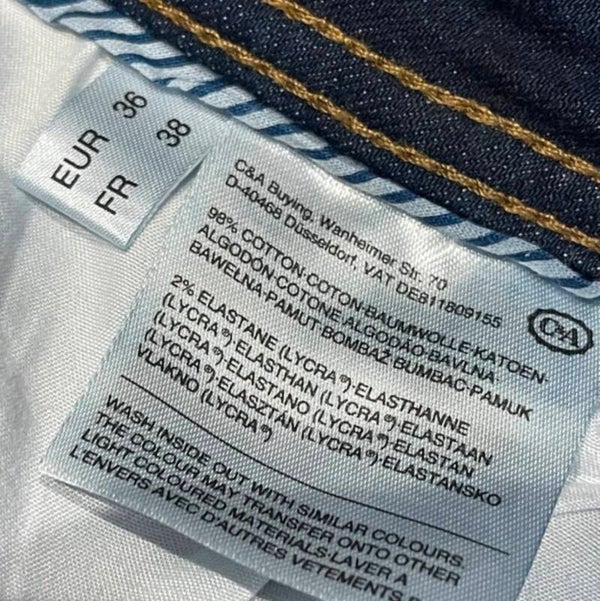 EUR 36
FR 38
C&A Buying, Wanheimer Str. 70
D-40468 Düsseldorf, VAT DE811809155
C&A
98% COTTON·COTON·BAUMWOLLE·KATOEN·
ALGODÓN·COTONE·ALGODÃO·BAVLNA·
BAWEŁNA·PAMUT·BOMBAŽ·BUMBAC·PAMUK
2% ELASTANE (LYCRA®)·ELASTHANNE
(LYCRA®)·ELASTHAN (LYCRA®)·ELASTAAN
(LYCRA®)·ELASTANO (LYCRA®)·ELASTAN
(LYCRA®)·ELASZTÁN (LYCRA®)·ELASTANSKO
VLAKNO (LYCRA®)
WASH INSIDE OUT WITH SIMILAR COLOURS.
THE COLOUR MAY TRANSFER ONTO OTHER
LIGHT COLOURED MATERIALS·LAVER A
L'ENVERS AVEC D'AUTRES VETEMENTS